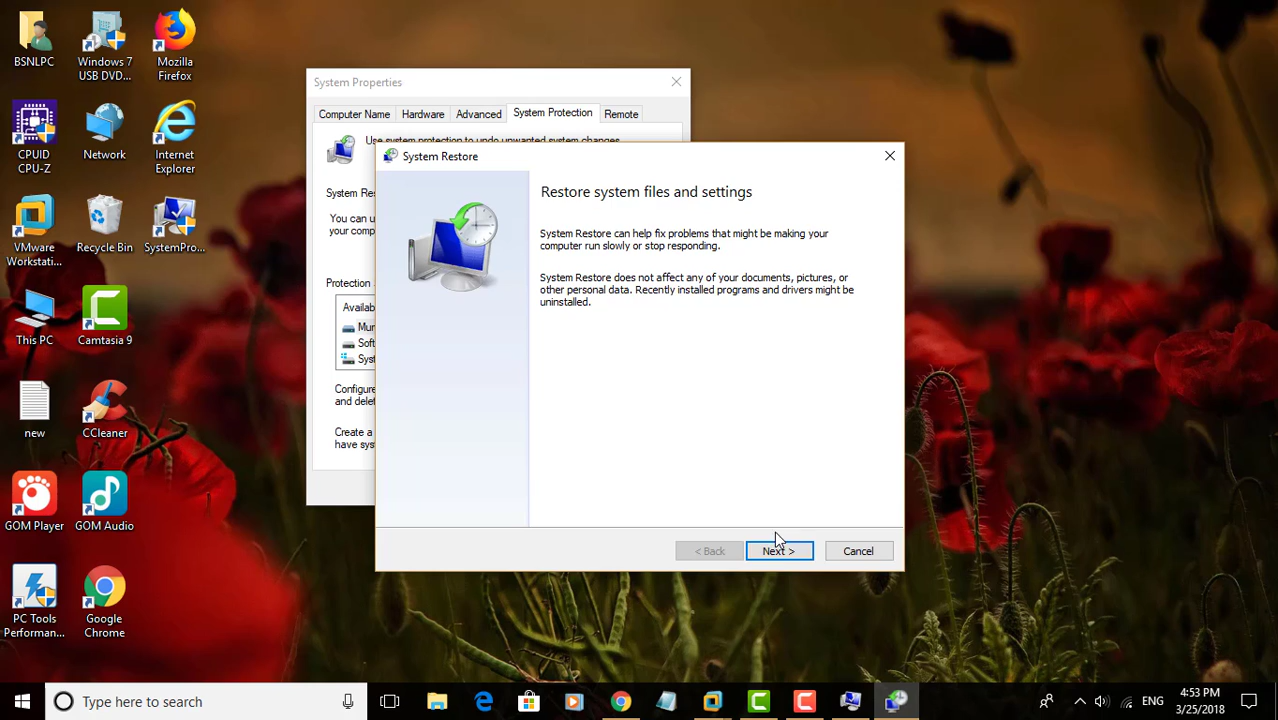 BSNLPC
Windows 7
USB DVD...
Mozilla
Firefox
CPUID
CPU-Z
Network
Internet
Explorer
VMware
Workstati...
Recycle Bin
SystemPro...
This PC
Camtasia 9
new
CCleaner
GOM Player
GOM Audio
PC Tools
Performan...
Google
Chrome
System Properties
Computer Name
Hardware
Advanced
System Protection
Remote
Use system protection to undo unwanted system changes.
System Res
You can u
your comp
Protection
Availab
Mur
Soft
Syst
Configure
and delet
Create a
have sys
System Restore
Restore system files and settings
System Restore can help fix problems that might be making your
computer run slowly or stop responding.
System Restore does not affect any of your documents, pictures, or
other personal data. Recently installed programs and drivers might be
uninstalled.
< Back
Next >
Cancel
Type here to search
ENG
4:53 PM
3/25/2018